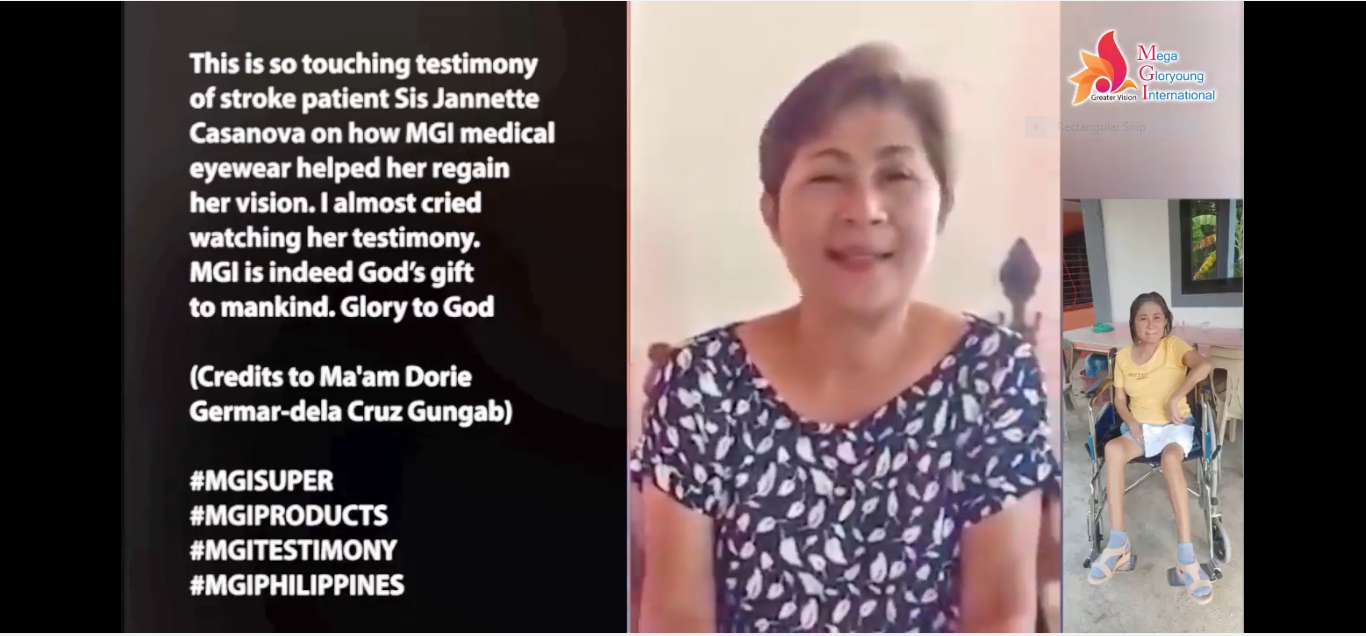 This is so touching testimony
of stroke patient Sis Jannette
Casanova on how MGI medical
eyewear helped her regain
her vision. I almost cried
watching her testimony.
MGI is indeed God’s gift
to mankind. Glory to God
(Credits to Ma'am Dorie
Germar-dela Cruz Gungab)
#MGISUPER
#MGIPRODUCTS
#MGITESTIMONY
#MGIPHILIPPINES
Mega
Gloryoung
International
Greater Vision
Rectangular Snip